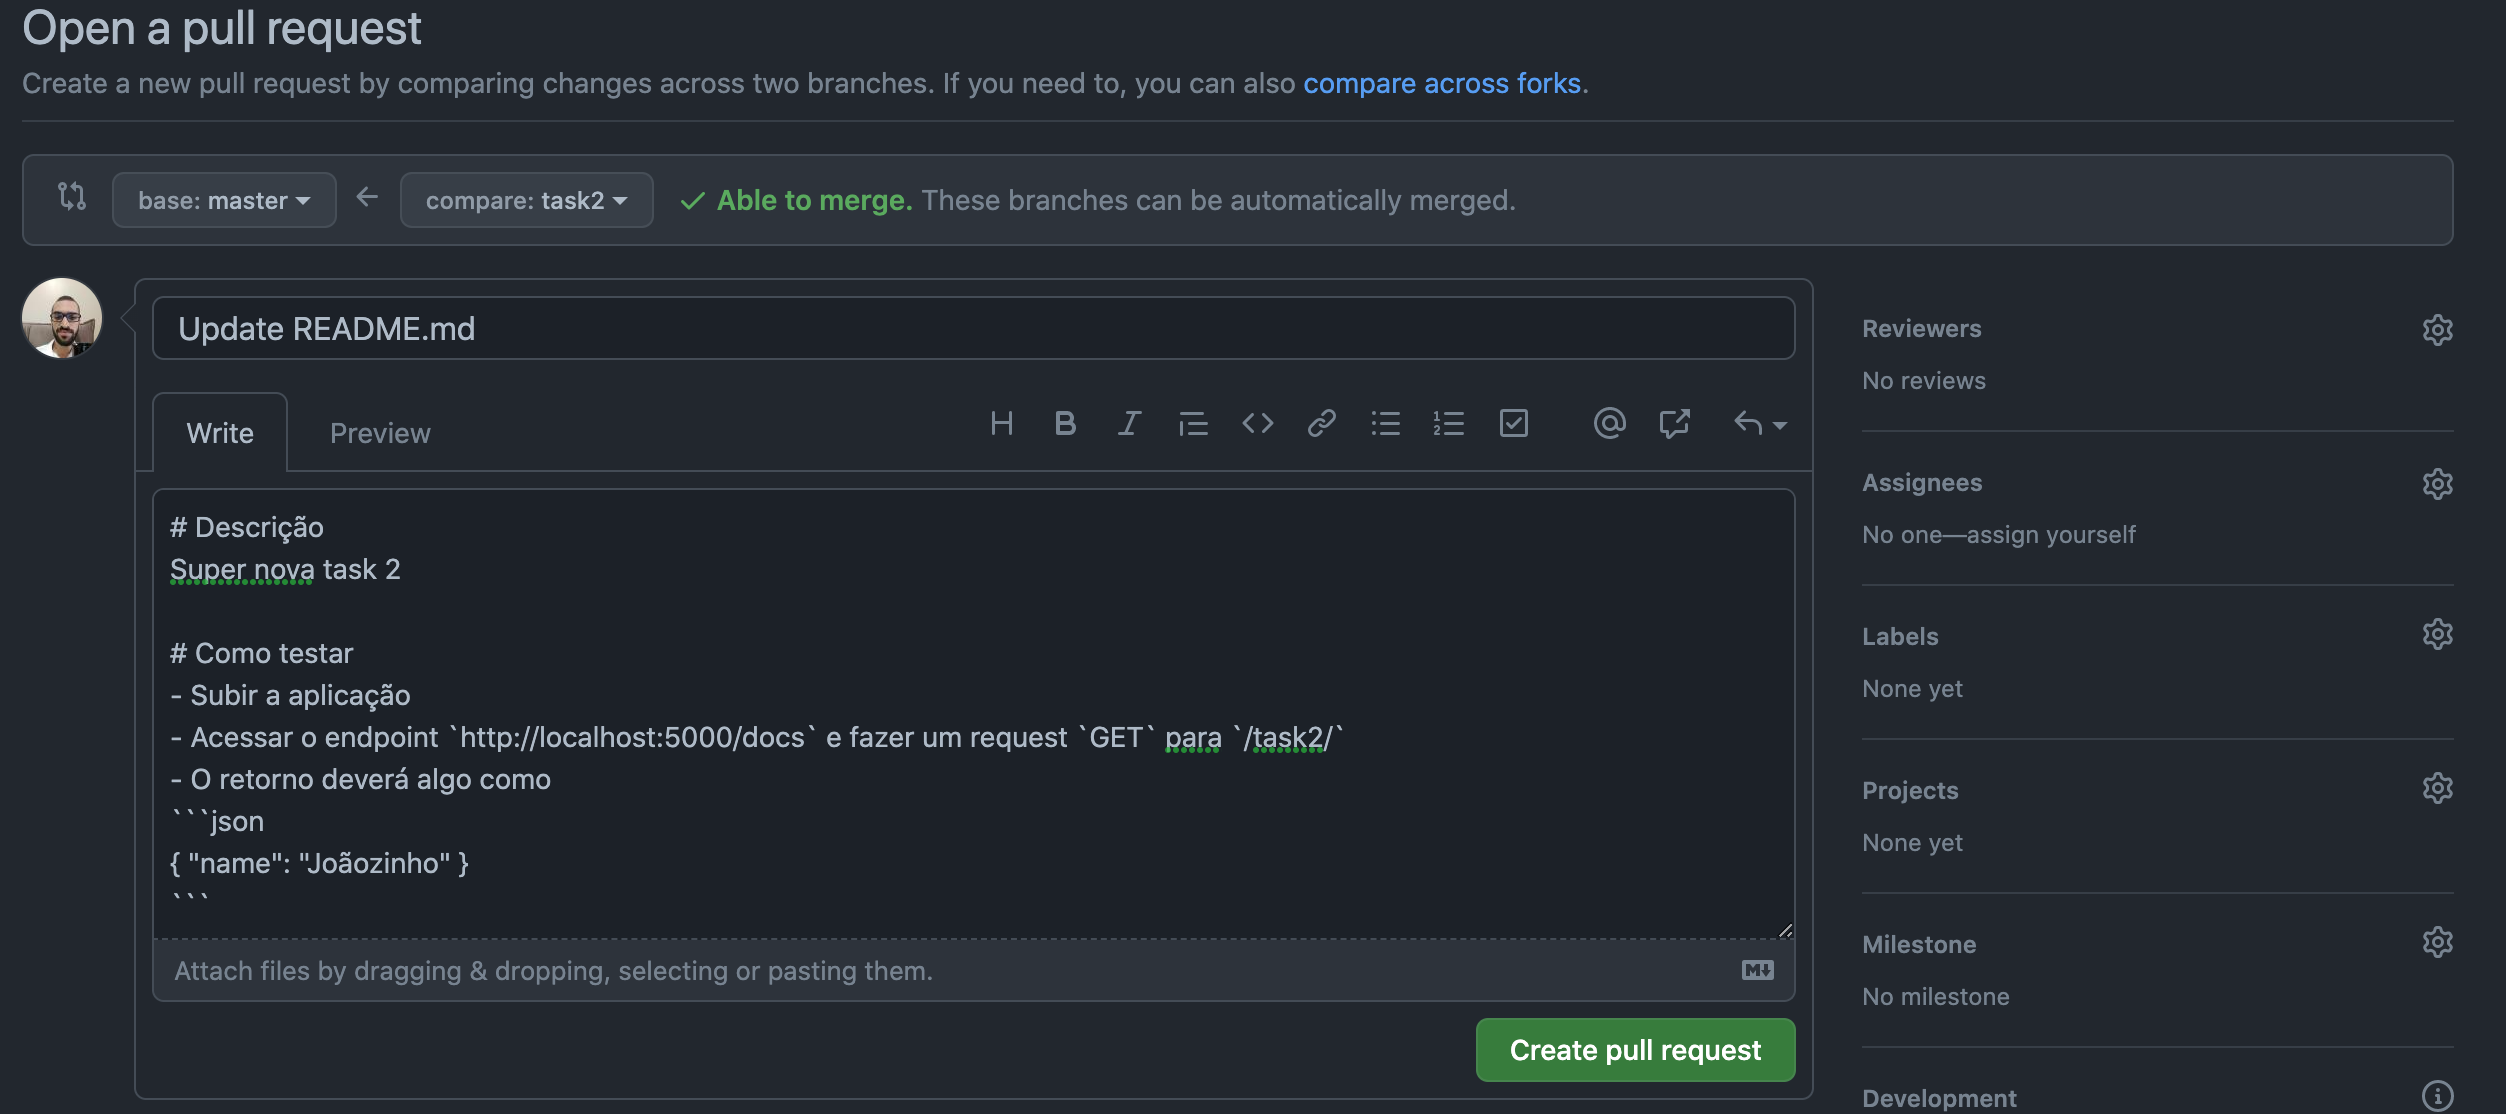 Open a pull request
Create a new pull request by comparing changes across two branches. If you need to, you can also compare across forks.
base: master compare: task2 Able to merge. These branches can be automatically merged.
Update README.md
Write Preview
# Descrição
Super nova task 2
# Como testar
- Subir a aplicação
- Acessar o endpoint `http://localhost:5000/docs` e fazer um request `GET` para `/task2/`
- O retorno deverá algo como
```json
{ "name": "Joãozinho" }
```
Attach files by dragging & dropping, selecting or pasting them.
Create pull request
Reviewers
No reviews
Assignees
No one—assign yourself
Labels
None yet
Projects
None yet
Milestone
No milestone
Development